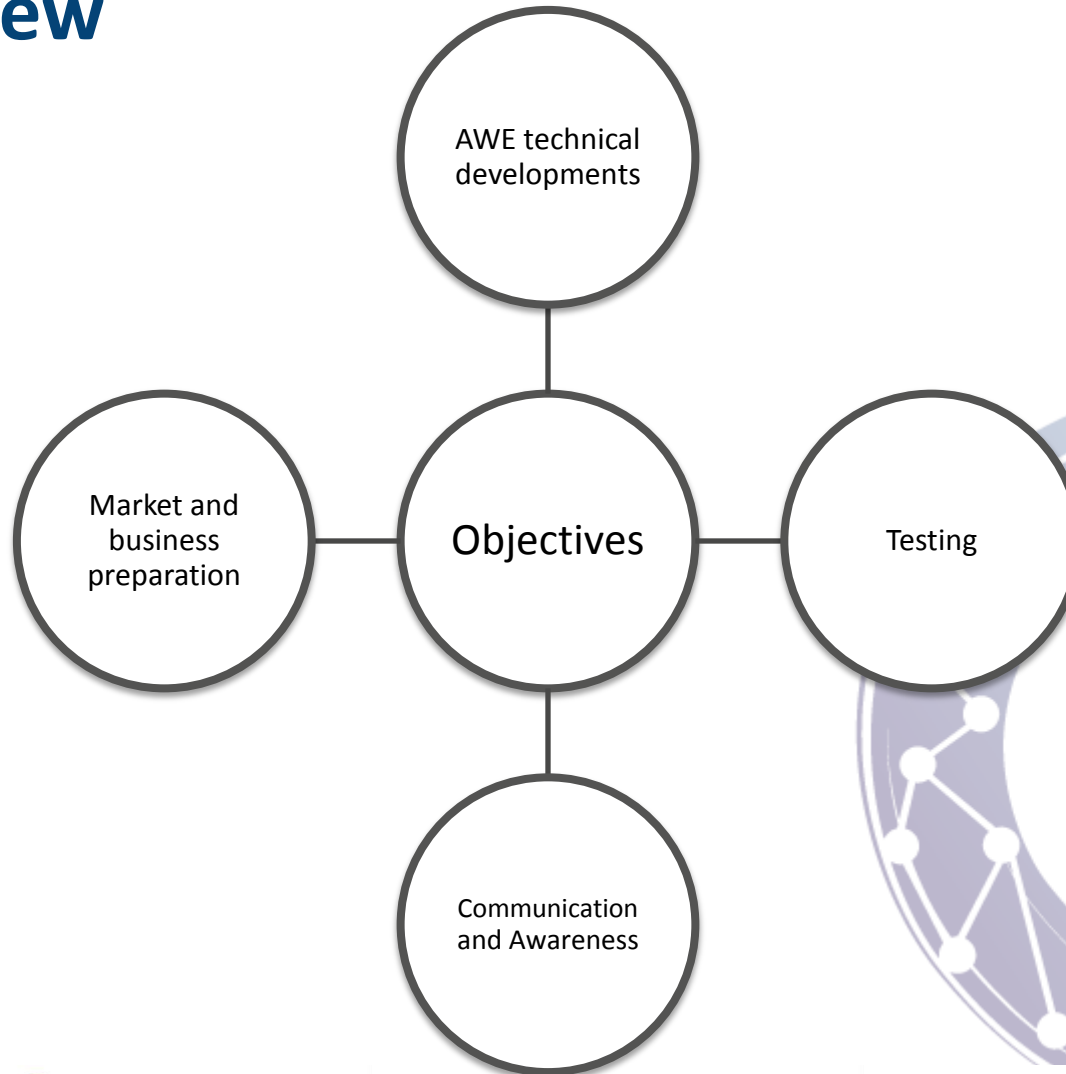 ew
AWE technical
developments
Market and
business
preparation
Objectives
Testing
Communication
and Awareness